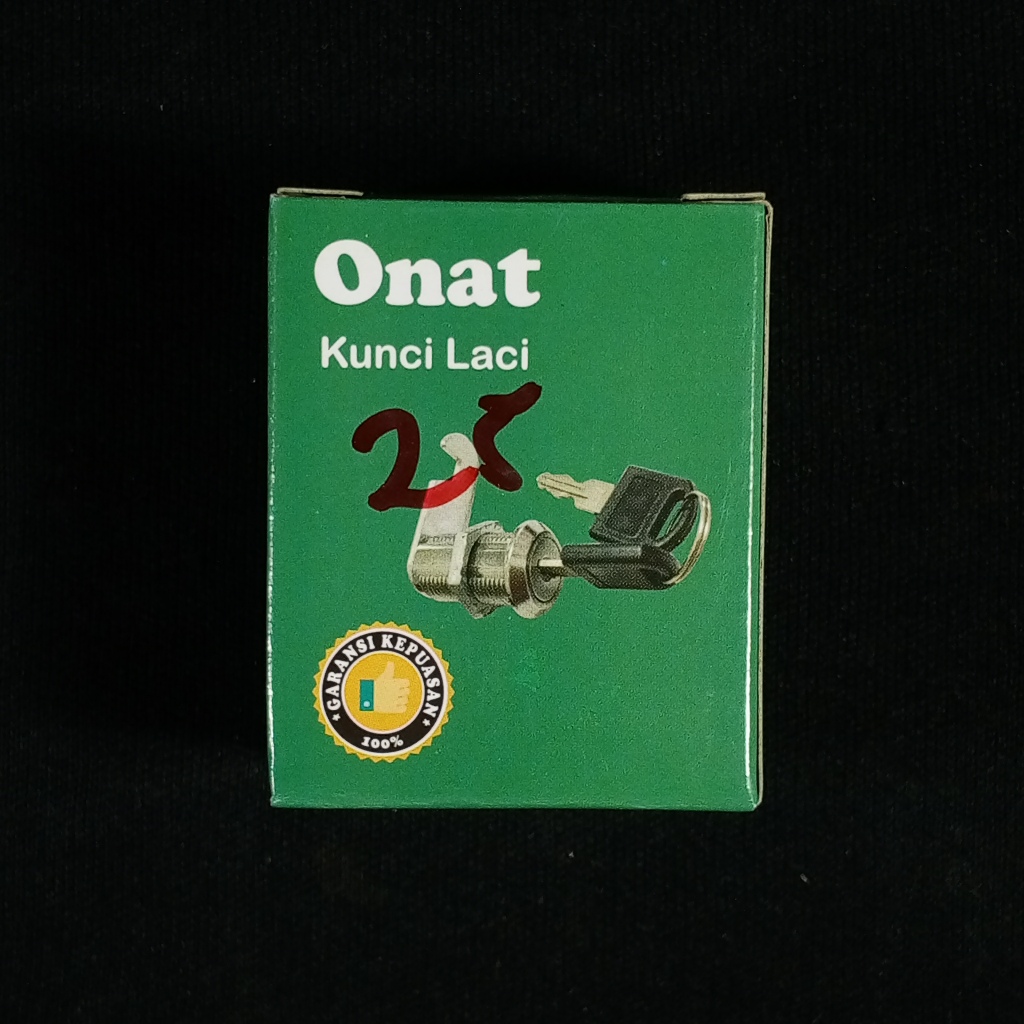 Onat
Kunci Laci
25
GARANSI KEPUASAN
100%